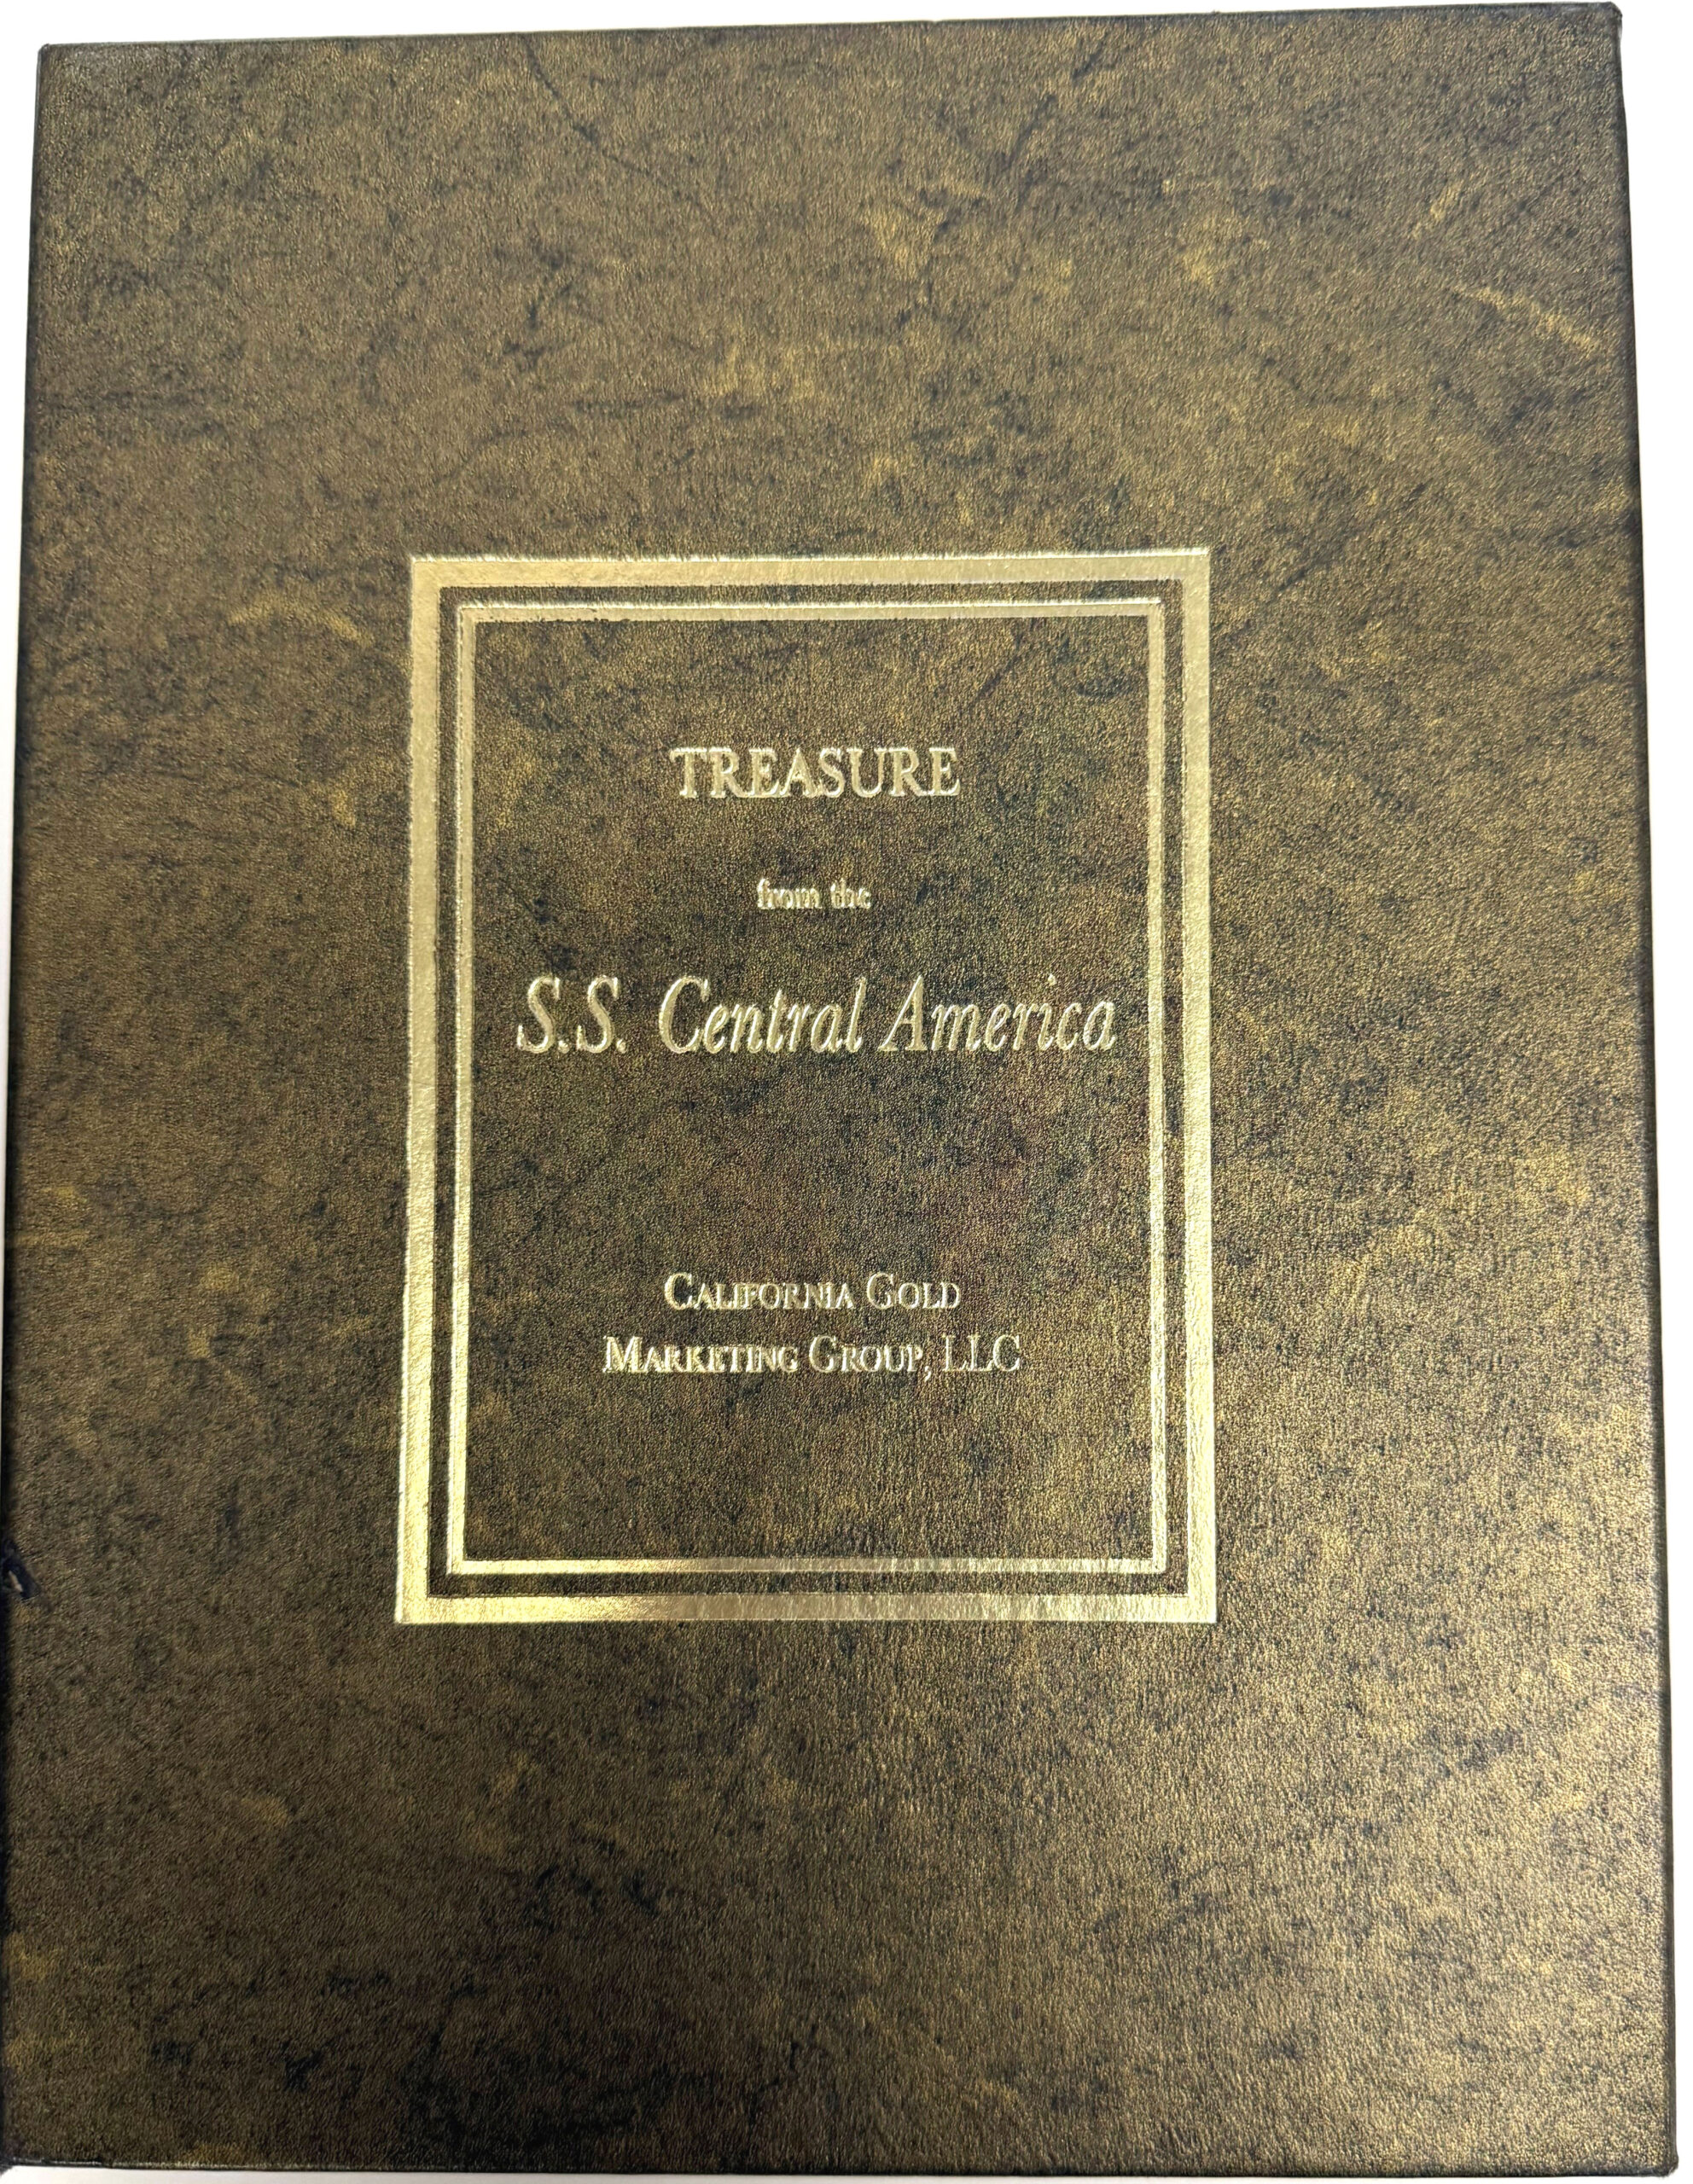 TREASURE
from the
S.S. Central America
CALIFORNIA GOLD
MARKETING GROUP, LLC